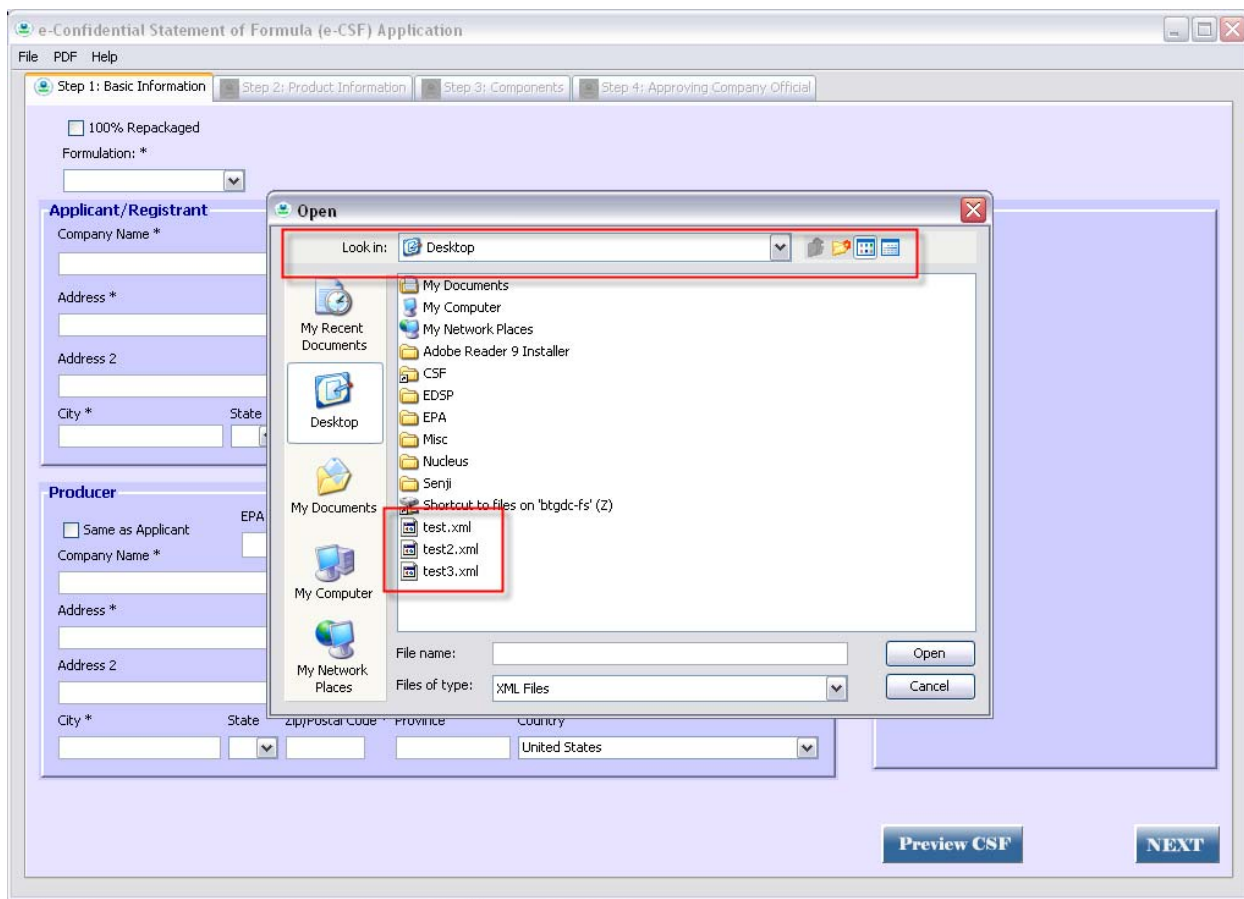 e-Confidential Statement of Formula (e-CSF) Application
File PDF Help
Step 1: Basic Information Step 2: Product Information Step 3: Components Step 4: Approving Company Official
100% Repackaged
Formulation: *
Applicant/Registrant
Company Name *
Address *
Address 2
City * State
Producer
Same as Applicant EPA
Company Name *
Address *
Address 2
City * State Zip/Postal Code * Province Country
United States
Open
Look in: Desktop
My Recent
Documents
Desktop
My Documents
My Computer
My Network
Places
My Documents
My Computer
My Network Places
Adobe Reader 9 Installer
CSF
EDSP
EPA
Misc
Nucleus
Senji
Shortcut to files on 'btgdc-fs' (Z)
test.xml
test2.xml
test3.xml
File name: Open
Files of type: XML Files Cancel
Preview CSF NEXT